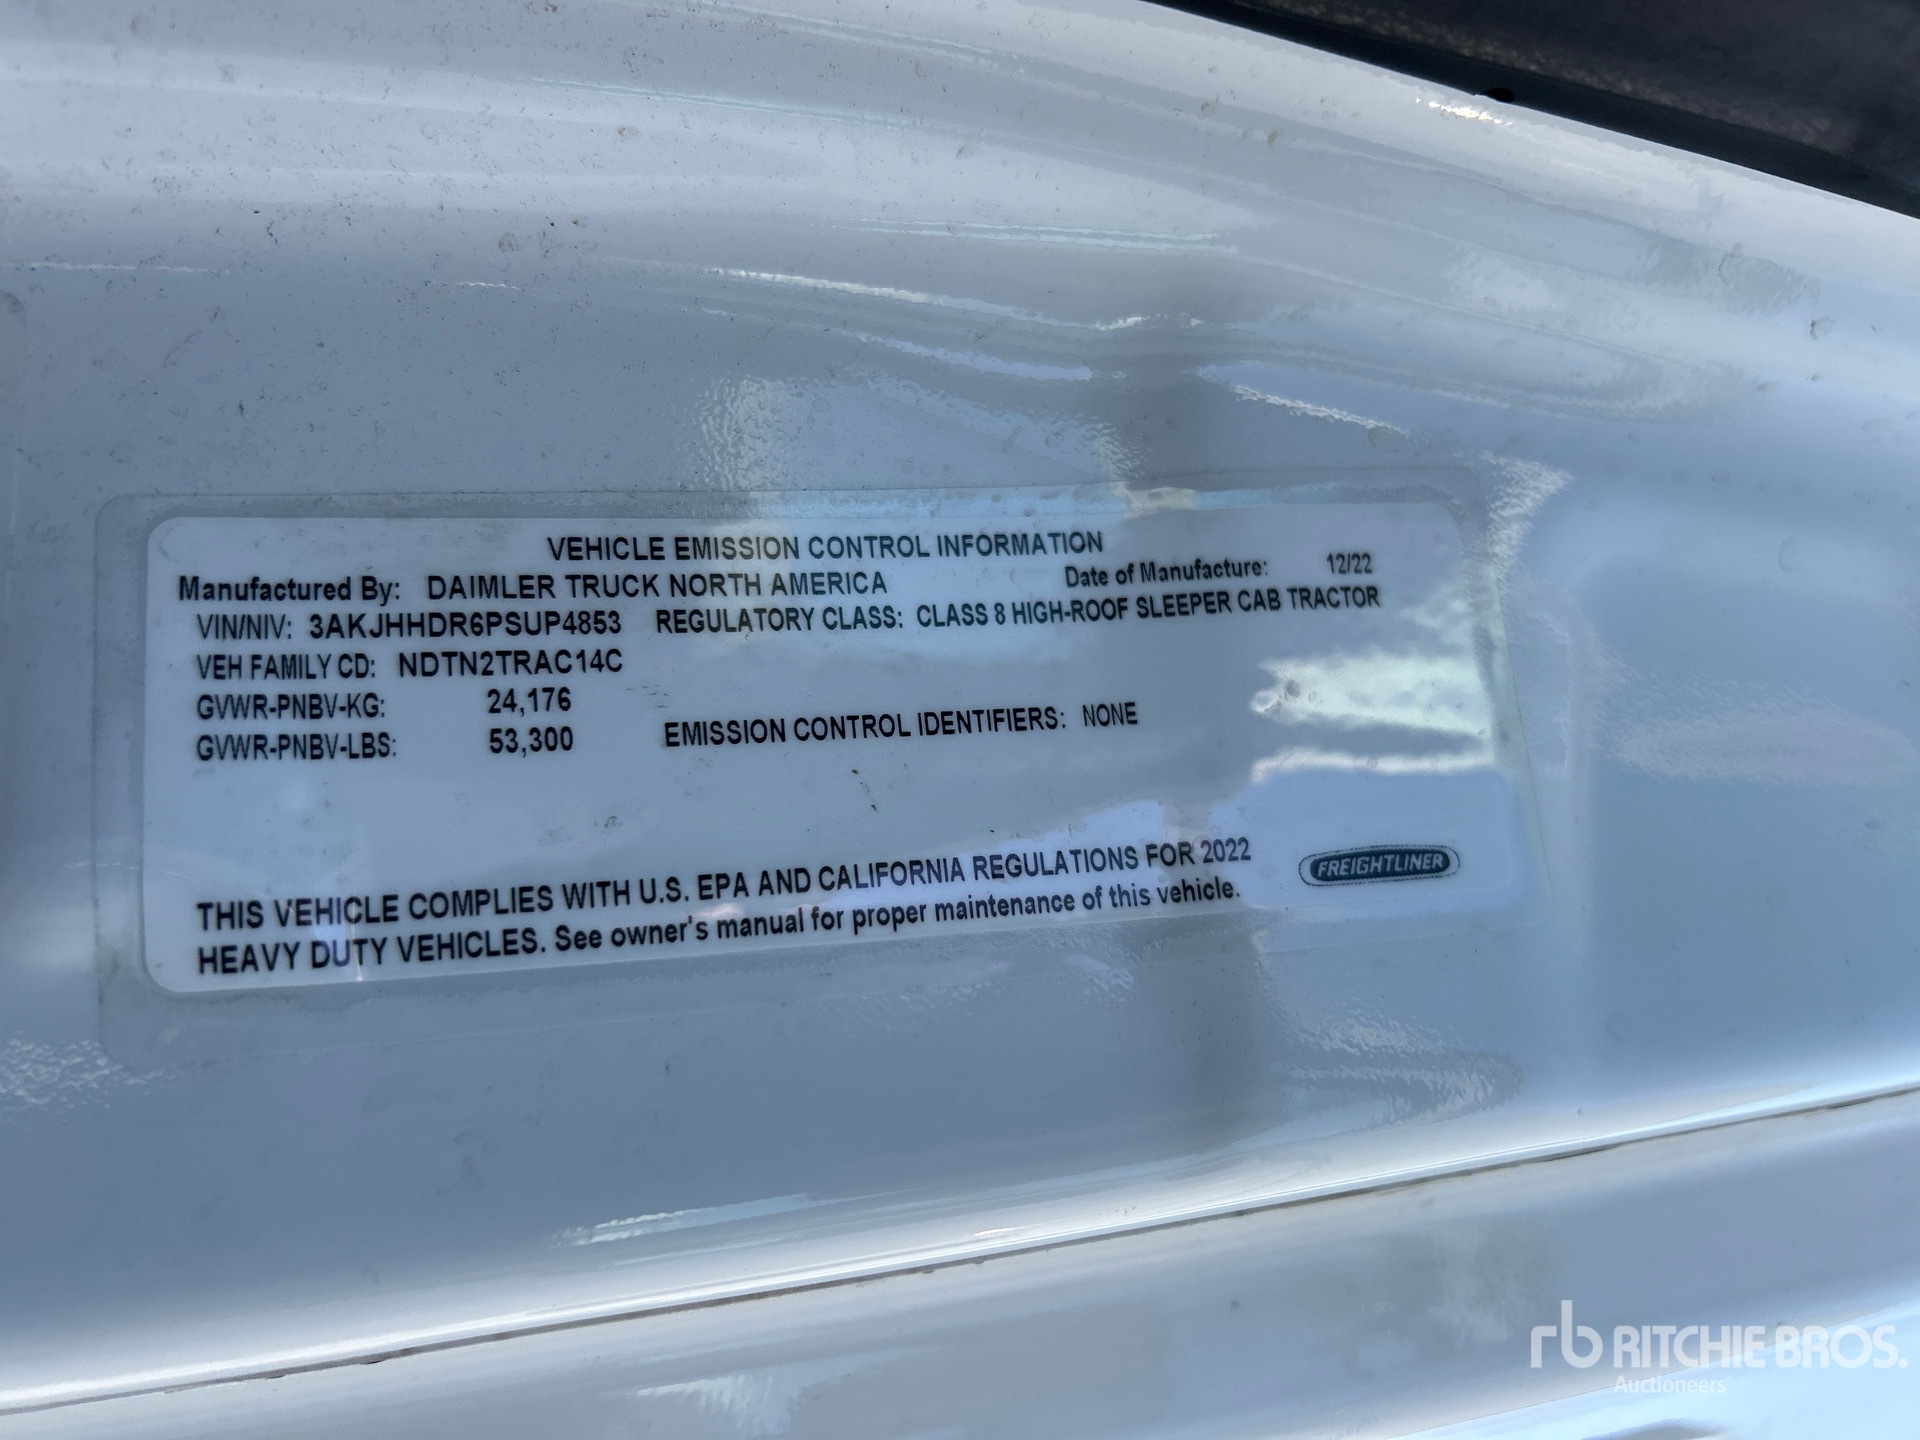 VEHICLE EMISSION CONTROL INFORMATION
Manufactured By: DAIMLER TRUCK NORTH AMERICA Date of Manufacture: 12/22
VIN/NIV: 3AKJHHDR6PSUP4853 REGULATORY CLASS: CLASS 8 HIGH-ROOF SLEEPER CAB TRACTOR
VEH FAMILY CD: NDTN2TRAC14C
GVWR-PNBV-KG: 24,176
GVWR-PNBV-LBS: 53,300 EMISSION CONTROL IDENTIFIERS: NONE
THIS VEHICLE COMPLIES WITH U.S. EPA AND CALIFORNIA REGULATIONS FOR 2022
HEAVY DUTY VEHICLES. See owner's manual for proper maintenance of this vehicle.
FREIGHTLINER
rb RITCHIE BROS.
Auctioneers